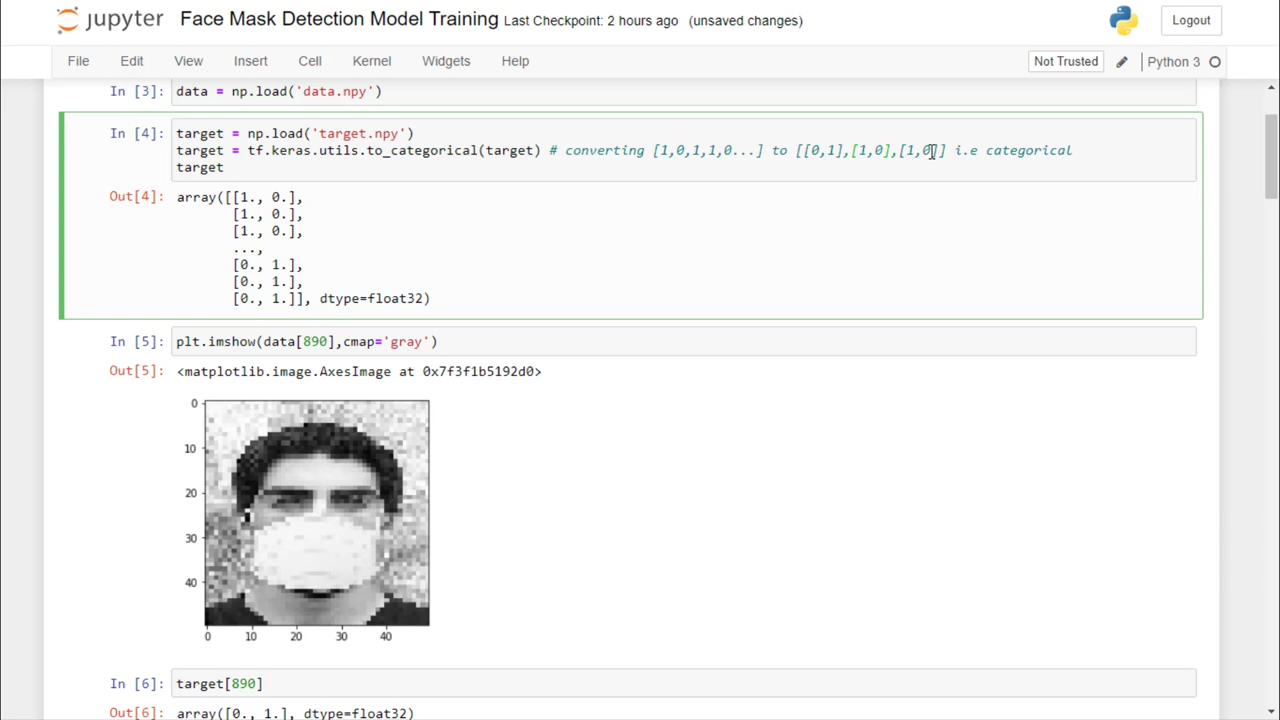 jupyter Face Mask Detection Model Training Last Checkpoint: 2 hours ago (unsaved changes) Logout
File Edit View Insert Cell Kernel Widgets Help Not Trusted Python 3
In [3]: data = np.load('data.npy')
In [4]: target = np.load('target.npy')
target = tf.keras.utils.to_categorical(target) # converting [1,0,1,1,0...] to [[0,1],[1,0],[1,0]] i.e categorical
target
Out[4]: array([[1., 0.],
[1., 0.],
[1., 0.],
...,
[0., 1.],
[0., 1.],
[0., 1.]], dtype=float32)
In [5]: plt.imshow(data[890],cmap='gray')
Out[5]: <matplotlib.image.AxesImage at 0x7f3f1b5192d0>
0
10
20
30
40
0 10 20 30 40
In [6]: target[890]
Out[6]: array([0., 1.], dtype=float32)